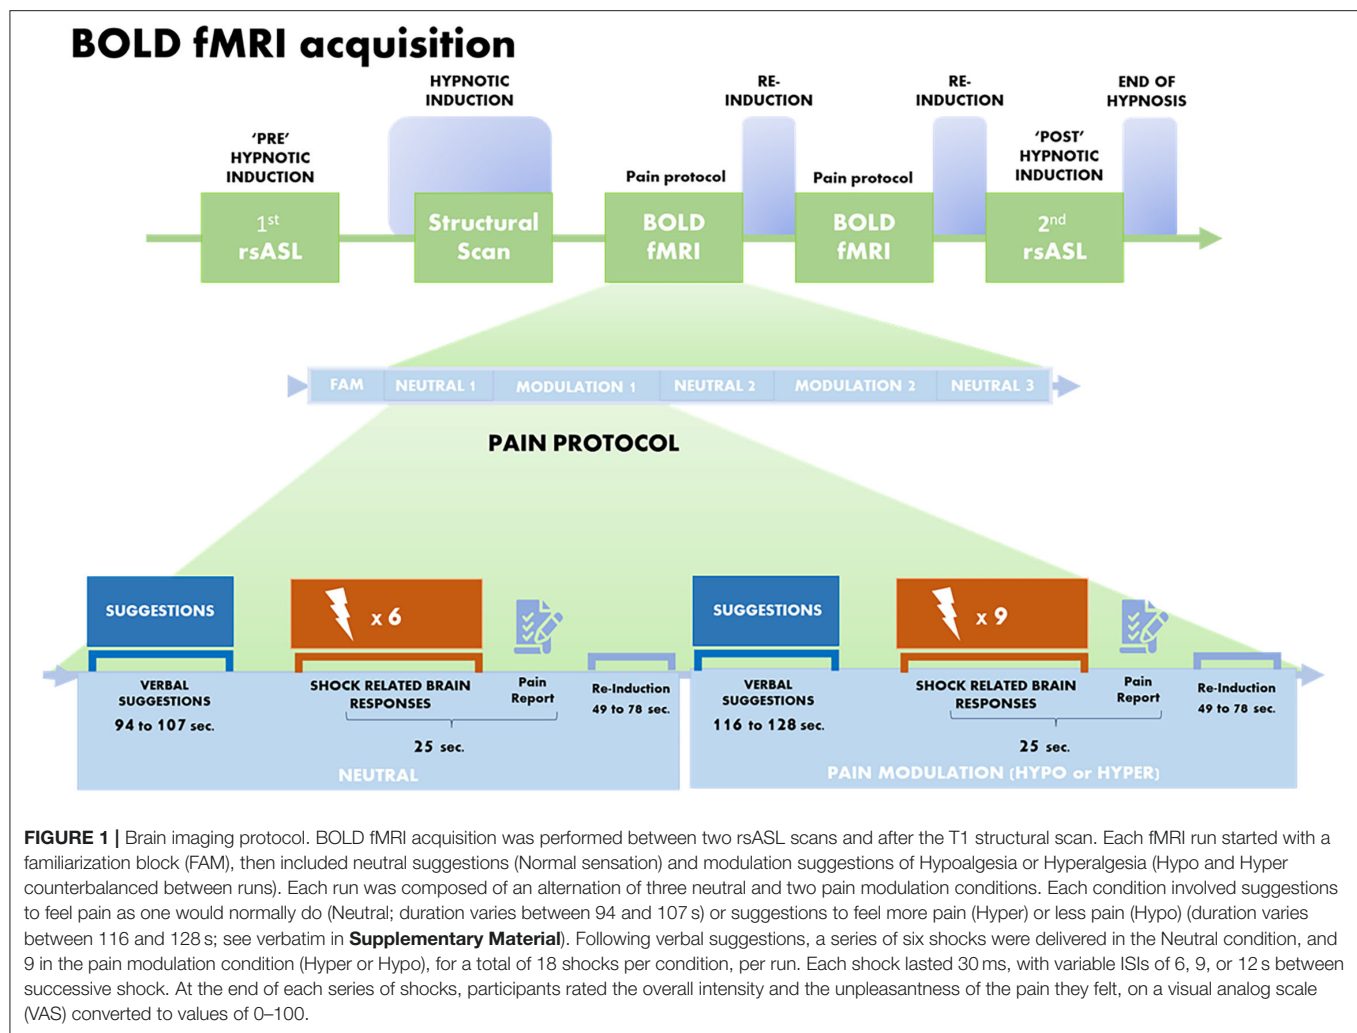 BOLD fMRI acquisition
HYPNOTIC
INDUCTION
RE-
INDUCTION
RE-
INDUCTION
END OF
HYPNOSIS
'PRE'
HYPNOTIC
INDUCTION
Pain protocol
Pain protocol
'POST'
HYPNOTIC
INDUCTION
1st
rsASL
Structural
Scan
BOLD
fMRI
BOLD
fMRI
2nd
rsASL
FAM
NEUTRAL 1
MODULATION 1
NEUTRAL 2
MODULATION 2
NEUTRAL 3
PAIN PROTOCOL
SUGGESTIONS
x 6
SUGGESTIONS
x 9
VERBAL
SUGGESTIONS
94 to 107 sec.
SHOCK RELATED BRAIN
RESPONSES
Pain
Report
25 sec.
Re-Induction
49 to 78 sec.
NEUTRAL
VERBAL
SUGGESTIONS
116 to 128 sec.
SHOCK RELATED BRAIN
RESPONSES
Pain
Report
25 sec.
Re-Induction
49 to 78 sec.
PAIN MODULATION (HYPO or HYPER)
FIGURE 1 | Brain imaging protocol. BOLD fMRI acquisition was performed between two rsASL scans and after the T1 structural scan. Each fMRI run started with a
familiarization block (FAM), then included neutral suggestions (Normal sensation) and modulation suggestions of Hypoalgesia or Hyperalgesia (Hypo and Hyper
counterbalanced between runs). Each run was composed of an alternation of three neutral and two pain modulation conditions. Each condition involved suggestions
to feel pain as one would normally do (Neutral; duration varies between 94 and 107 s) or suggestions to feel more pain (Hyper) or less pain (Hypo) (duration varies
between 116 and 128 s; see verbatim in Supplementary Material). Following verbal suggestions, a series of six shocks were delivered in the Neutral condition, and
9 in the pain modulation condition (Hyper or Hypo), for a total of 18 shocks per condition, per run. Each shock lasted 30 ms, with variable ISIs of 6, 9, or 12 s between
successive shock. At the end of each series of shocks, participants rated the overall intensity and the unpleasantness of the pain they felt, on a visual analog scale
(VAS) converted to values of 0–100.